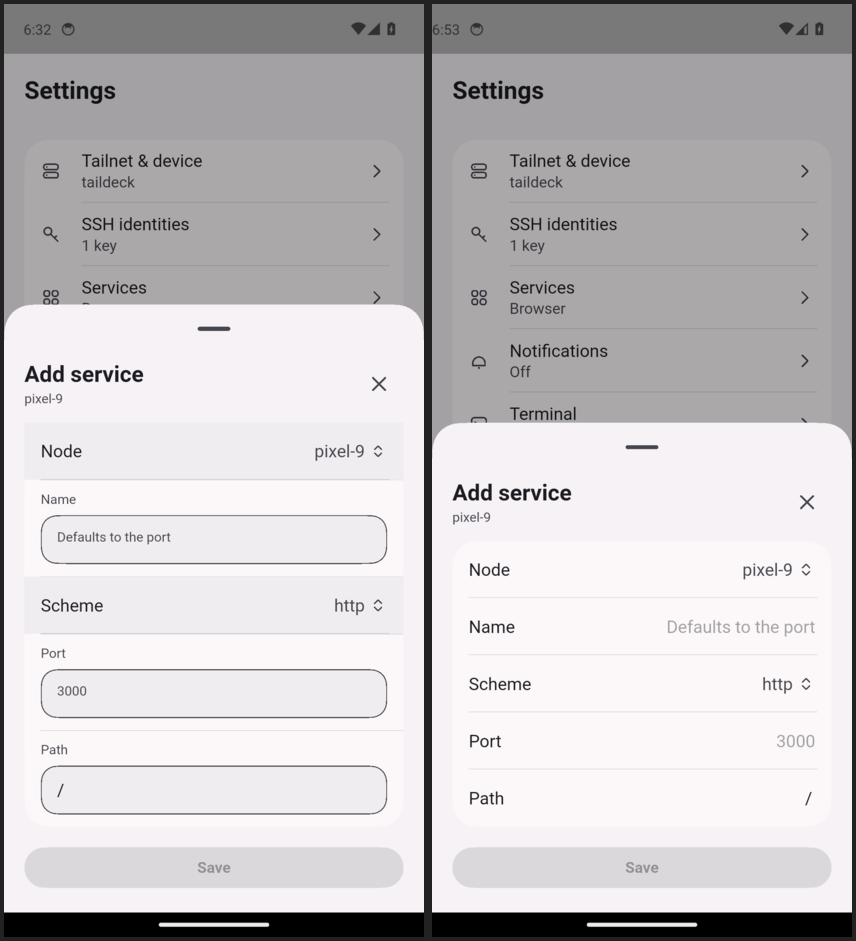 6:32
Settings
Tailnet & device
taildeck
SSH identities
1 key
Services
Add service
pixel-9
Node
pixel-9
Name
Defaults to the port
Scheme
http
Port
3000
Path
/
Save
6:53
Settings
Tailnet & device
taildeck
SSH identities
1 key
Services
Browser
Notifications
Off
Terminal
Add service
pixel-9
Node
pixel-9
Name
Defaults to the port
Scheme
http
Port
3000
Path
/
Save